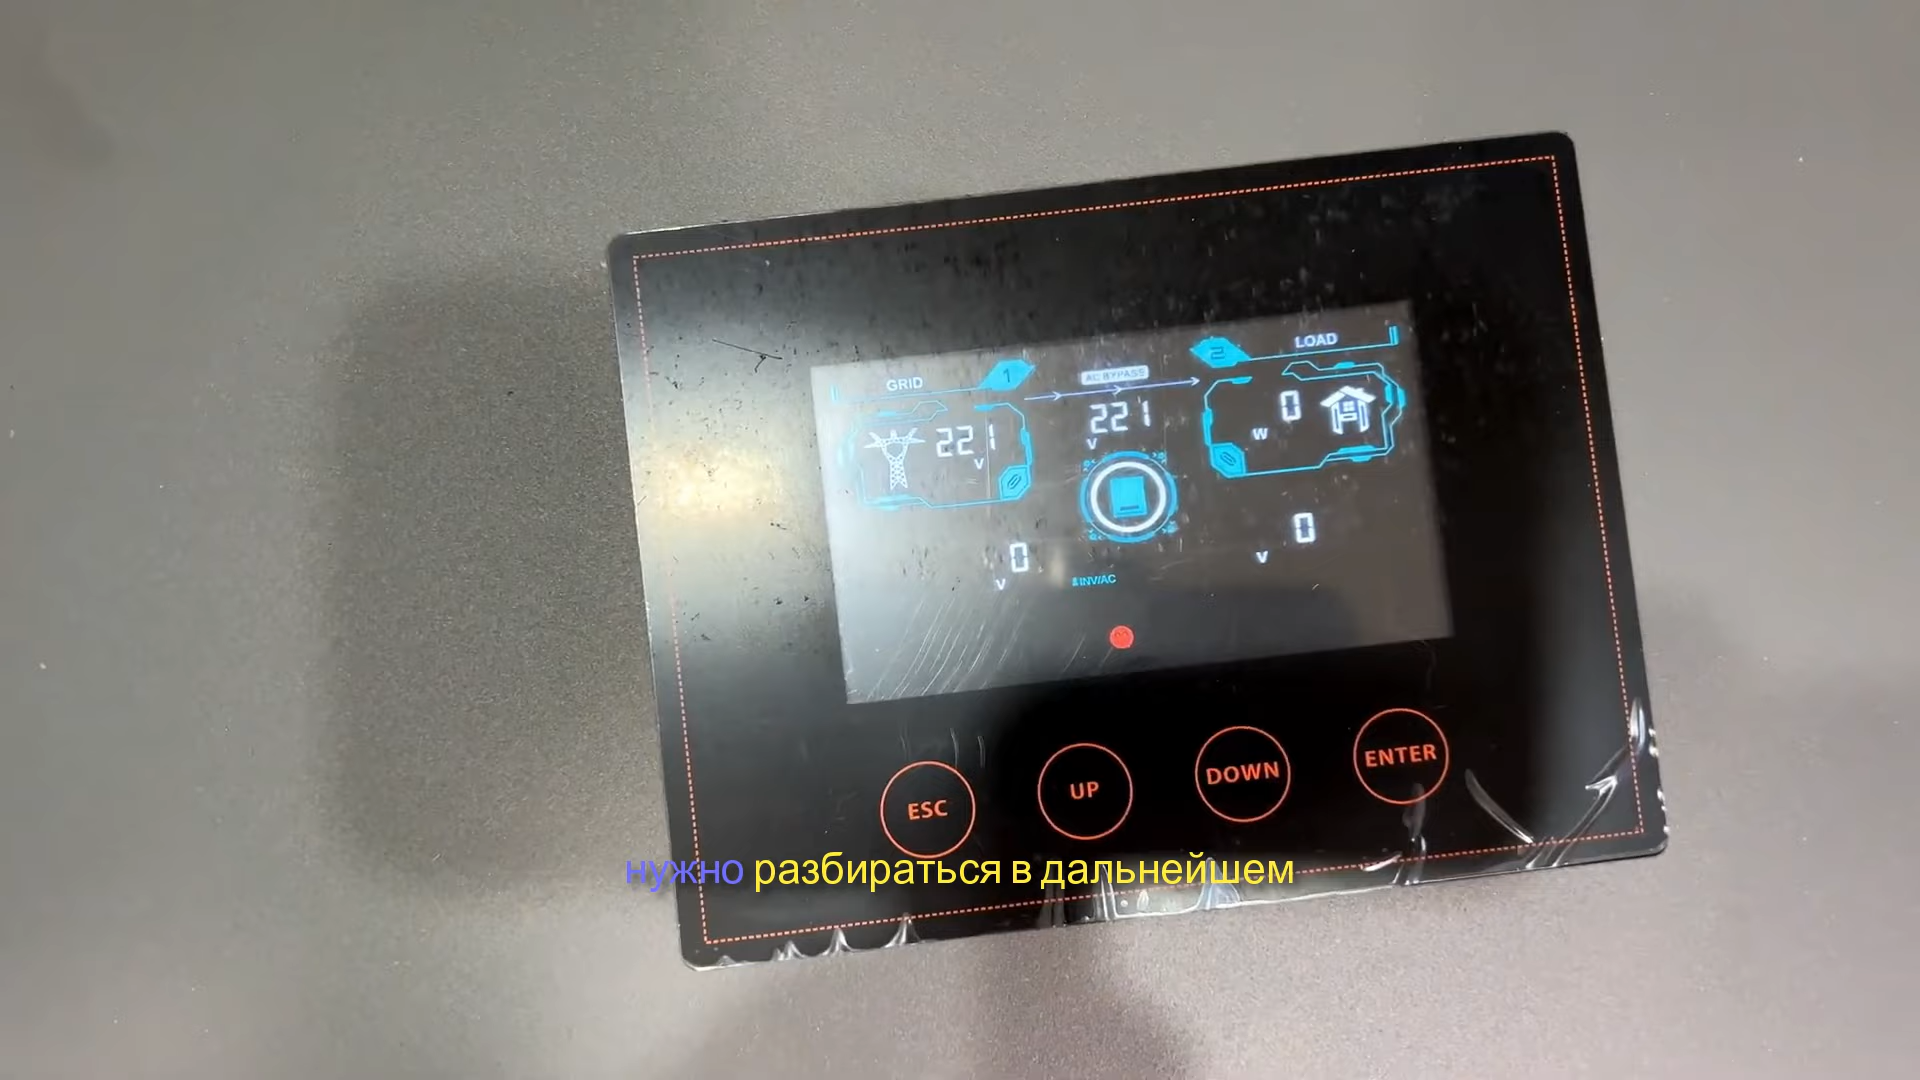 GRID
1
AC BYPASS
2
LOAD
221
V
221
V
0
W
0
V
0
V
INV/AC
ESC
UP
DOWN
ENTER
нужно разбираться в дальнейшем